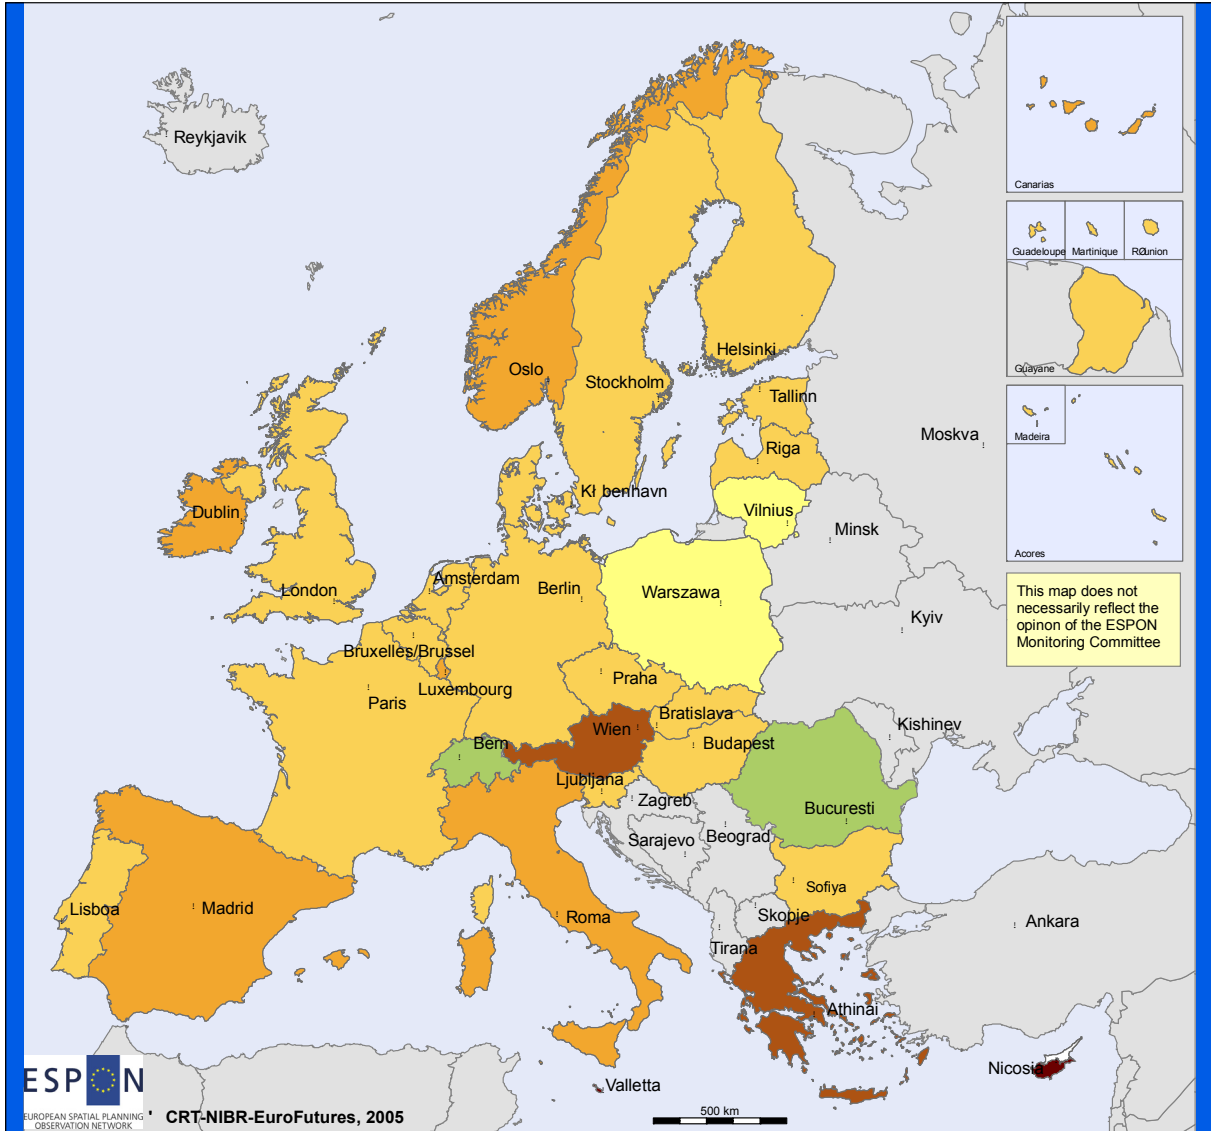 Reykjavik
Canarias
Guadeloupe
Martinique
RØunion
Guayane
Helsinki
Oslo
Stockholm
Tallinn
Madeira
Moskva
Riga
Kł benhavn
Dublin
Vilnius
Minsk
Acores
Amsterdam
London
Berlin
Warszawa
This map does not
necessarily reflect the
opinon of the ESPON
Monitoring Committee
Kyiv
Bruxelles/Brussel
Praha
Luxembourg
Paris
Bratislava
Wien
Kishinev
Bern
Budapest
Ljubljana
Zagreb
Bucuresti
Sarajevo
Beograd
Sofiya
Lisboa
Madrid
Roma
Skopje
Ankara
Tirana
Athinai
Nicosia
Valletta
ESPON
EUROPEAN SPATIAL PLANNING
OBSERVATION NETWORK
' CRT-NIBR-EuroFutures, 2005
500 km